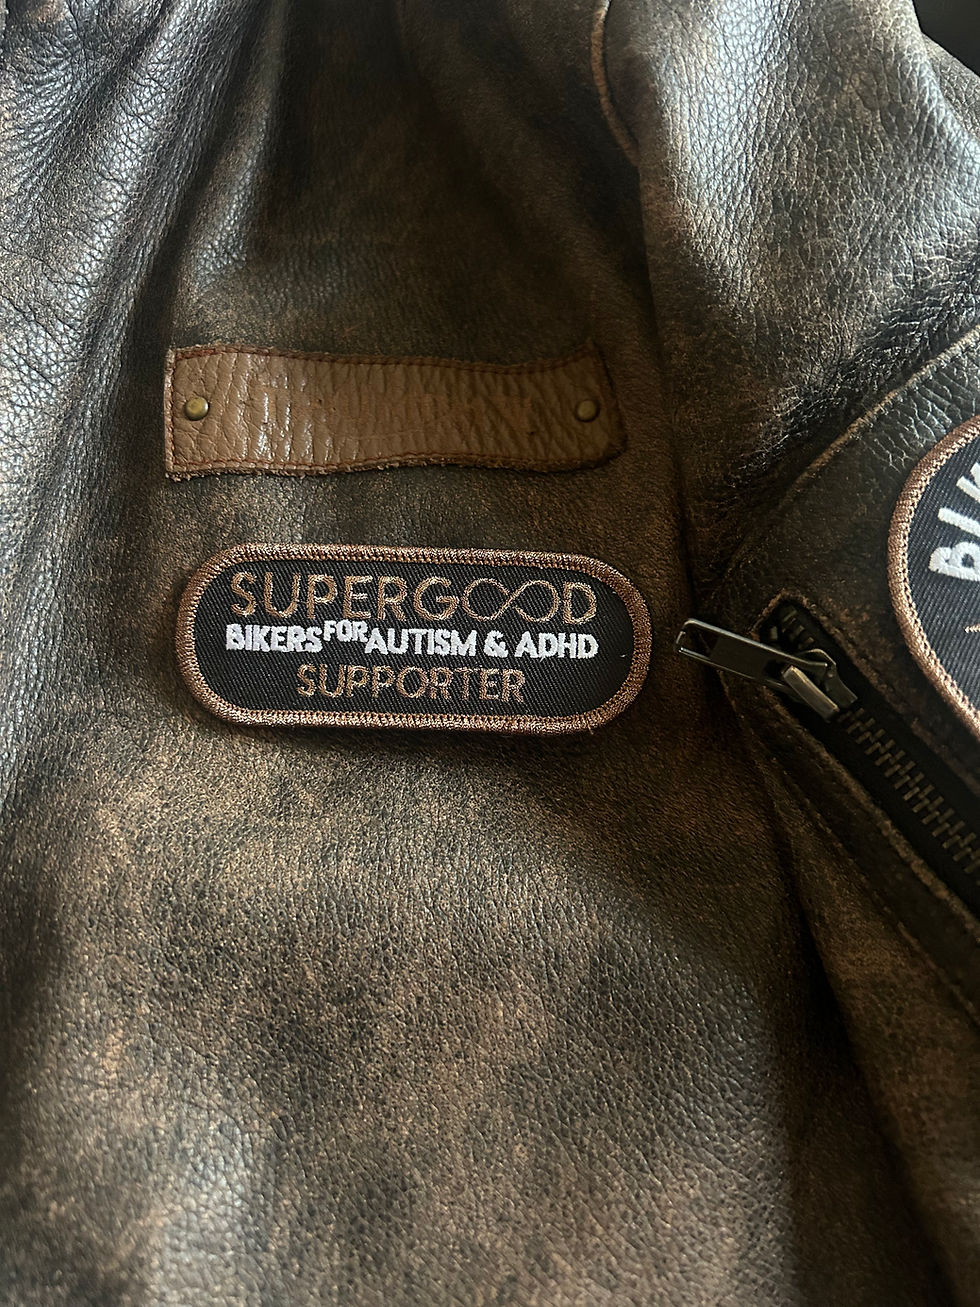 SUPERGOOD
BIKERS FOR AUTISM & ADHD
SUPPORTER